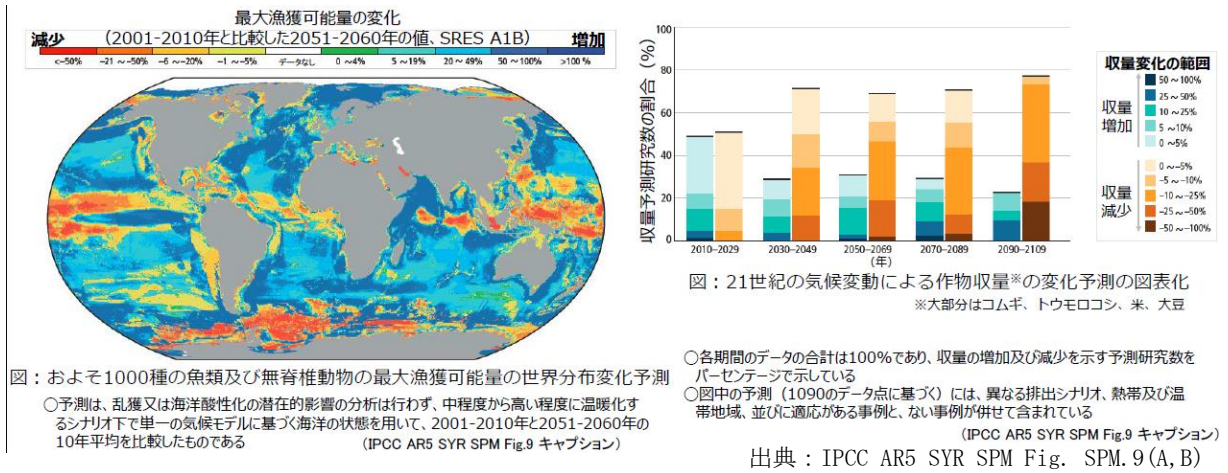 最大漁獲可能量の変化
(2001-2010年と比較した2051-2060年の値、SRES A1B)
減少
増加
<-50%
-21 ~-50%
-6 ~-20%
-1 ~-5%
データなし
0 ~4%
5 ~19%
20 ~49%
50 ~100%
>100 %
図：およそ1000種の魚類及び無脊椎動物の最大漁獲可能量の世界分布変化予測
○予測は、乱獲又は海洋酸性化の潜在的影響の分析は行わず、中程度から高い程度に温暖化す
るシナリオ下で単一の気候モデルに基づく海洋の状態を用いて、2001-2010年と2051-2060年の
10年平均を比較したものである
(IPCC AR5 SYR SPM Fig.9 キャプション)
収量予測研究数の割合 (%)
100
80
60
40
20
0
2010–2029
2030–2049
2050–2069
2070–2089
2090–2109
(年)
収量変化の範囲
収量
増加
50 ~100%
25 ~50%
10 ~25%
5 ~10%
0 ~5%
収量
減少
0 ~-5%
-5 ~-10%
-10 ~-25%
-25 ~-50%
-50 ~-100%
図：21世紀の気候変動による作物収量※の変化予測の図表化
※大部分はコムギ、トウモロコシ、米、大豆
○各期間のデータの合計は100％であり、収量の増加及び減少を示す予測研究数を
パーセンテージで示している
○図中の予測（1090のデータ点に基づく）には、異なる排出シナリオ、熱帯及び温
帯地域、並びに適応がある事例と、ない事例が併せて含まれている
(IPCC AR5 SYR SPM Fig.9 キャプション)
出典：IPCC AR5 SYR SPM Fig. SPM.9(A,B)